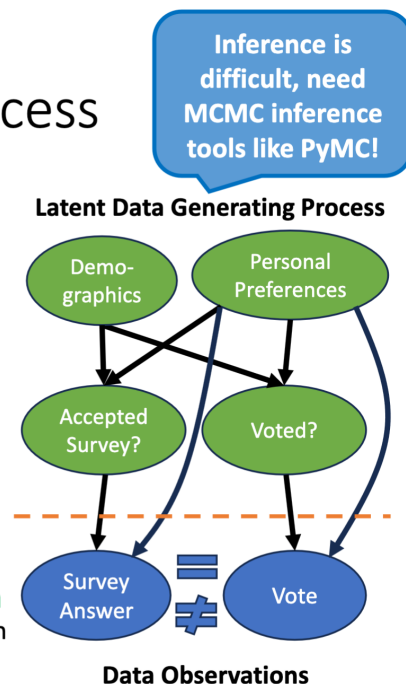 Inference is
difficult, need
MCMC inference
tools like PyMC!
cess
Latent Data Generating Process
Demo-
graphics
Personal
Preferences
Accepted
Survey?
Voted?
Survey
Answer
=
≠
Vote
n
Data Observations